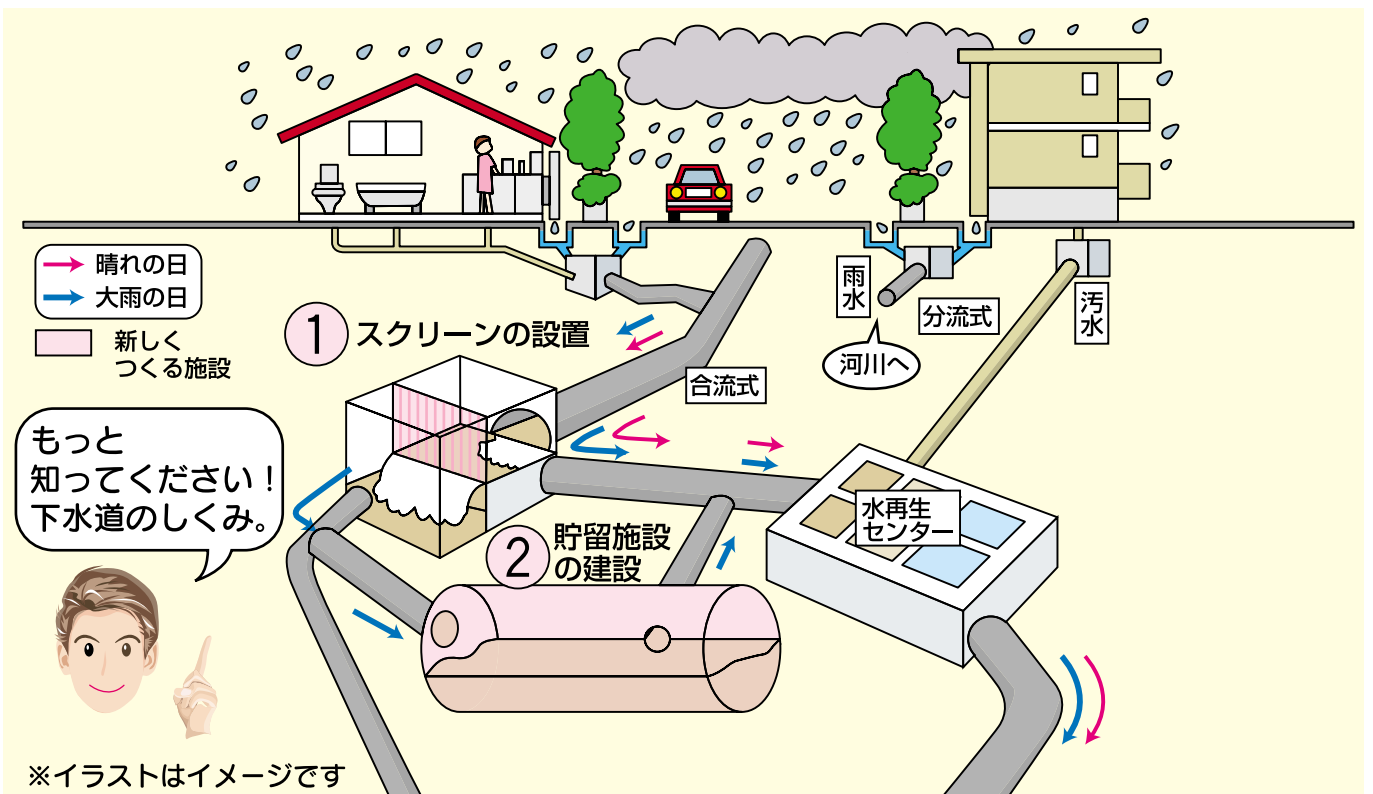 晴れの日
大雨の日
新しく
つくる施設
① スクリーンの設置
合流式
雨水
河川へ
分流式
汚水
もっと
知ってください！
下水道のしくみ。
② 貯留施設
の建設
水再生
センター
※イラストはイメージです